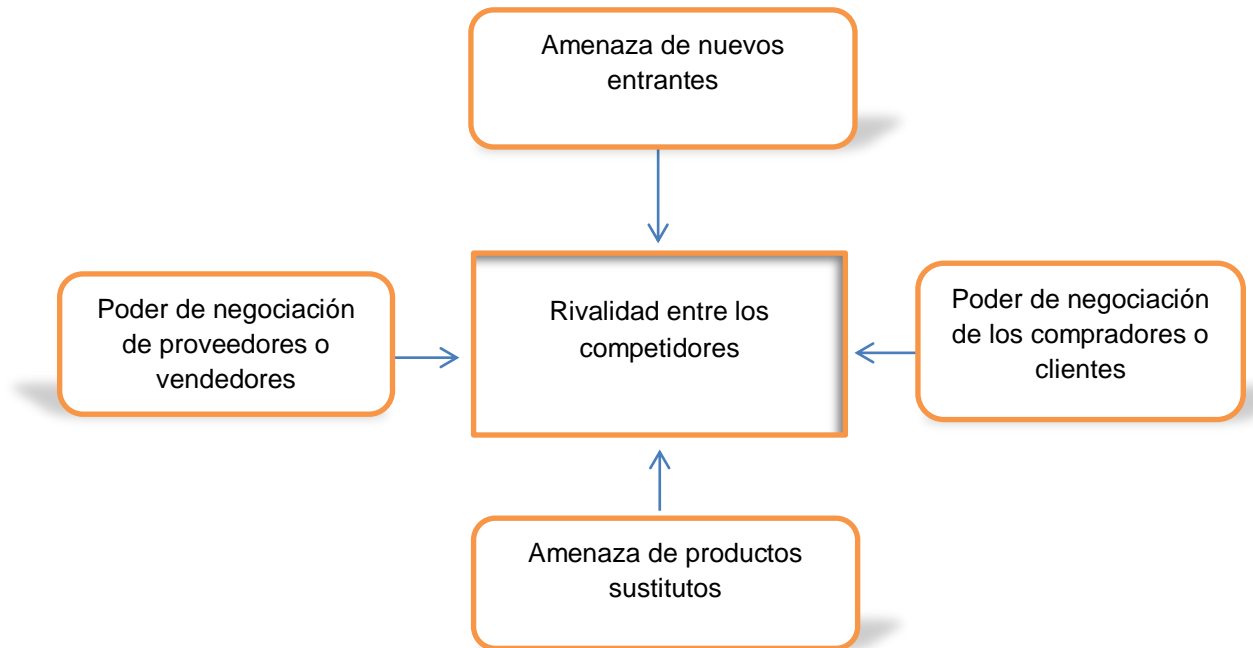 Amenaza de nuevos
entrantes
Poder de negociación
de proveedores o
vendedores
Rivalidad entre los
competidores
Poder de negociación
de los compradores o
clientes
Amenaza de productos
sustitutos